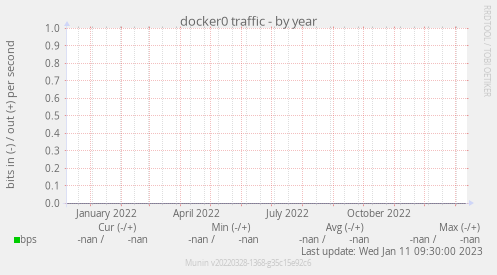 docker0 traffic - by year
RRDTOOL / TOBI OETIKER
bits in (-) / out (+) per second
1.0
0.9
0.8
0.7
0.6
0.5
0.4
0.3
0.2
0.1
0.0
January 2022 April 2022 July 2022 October 2022
Cur (-/+) Min (-/+) Avg (-/+) Max (-/+)
bps -nan / -nan -nan / -nan -nan / -nan -nan / -nan
Last update: Wed Jan 11 09:30:00 2023
Munin v20220328-1368-g35c15e92c6